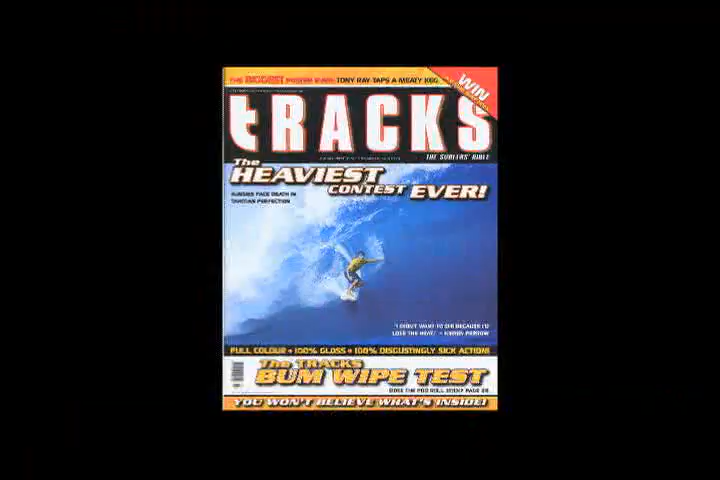 THE BIGGEST POSTER EVER! TONY RAY TAPS A MEATY KEG
WIN
tRACKS
THE SURFERS' BIBLE
The
HEAVIEST
CONTEST EVER!
AUSSIES FACE DEATH IN
TAHITIAN PERFECTION
"I DIDN'T WANT TO DIE BECAUSE I'D
LOSE THE HEAT."
FULL COLOUR • 100% GLOSS • 100% DISGUSTINGLY SICK ACTION!
The TRACKS
BUM WIPE TEST
YOU WON'T BELIEVE WHAT'S INSIDE!